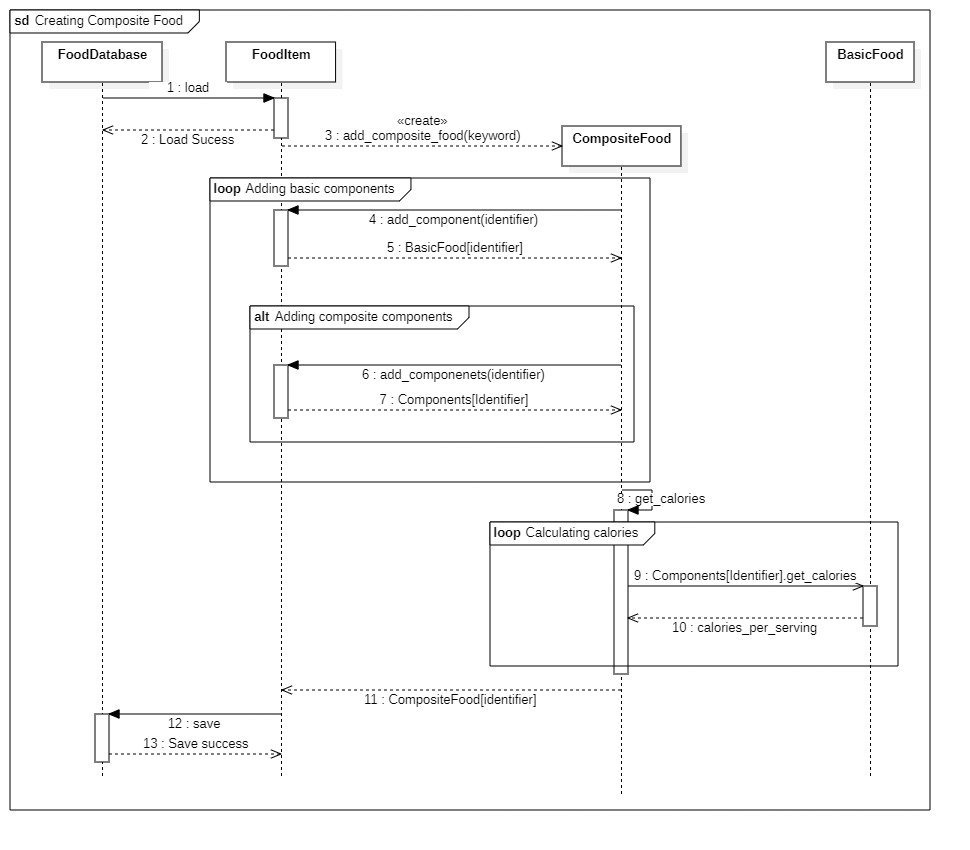 sd Creating Composite Food
FoodDatabase
FoodItem
BasicFood
1 : load
«create»
2 : Load Sucess
3 : add_composite_food(keyword)
CompositeFood
loop Adding basic components
4 : add_component(identifier)
5 : BasicFood[identifier]
alt Adding composite components
6 : add_componenets(identifier)
7 : Components[Identifier]
8 : get_calories
loop Calculating calories
9 : Components[Identifier].get_calories
10 : calories_per_serving
11 : CompositeFood[identifier]
12 : save
13 : Save success